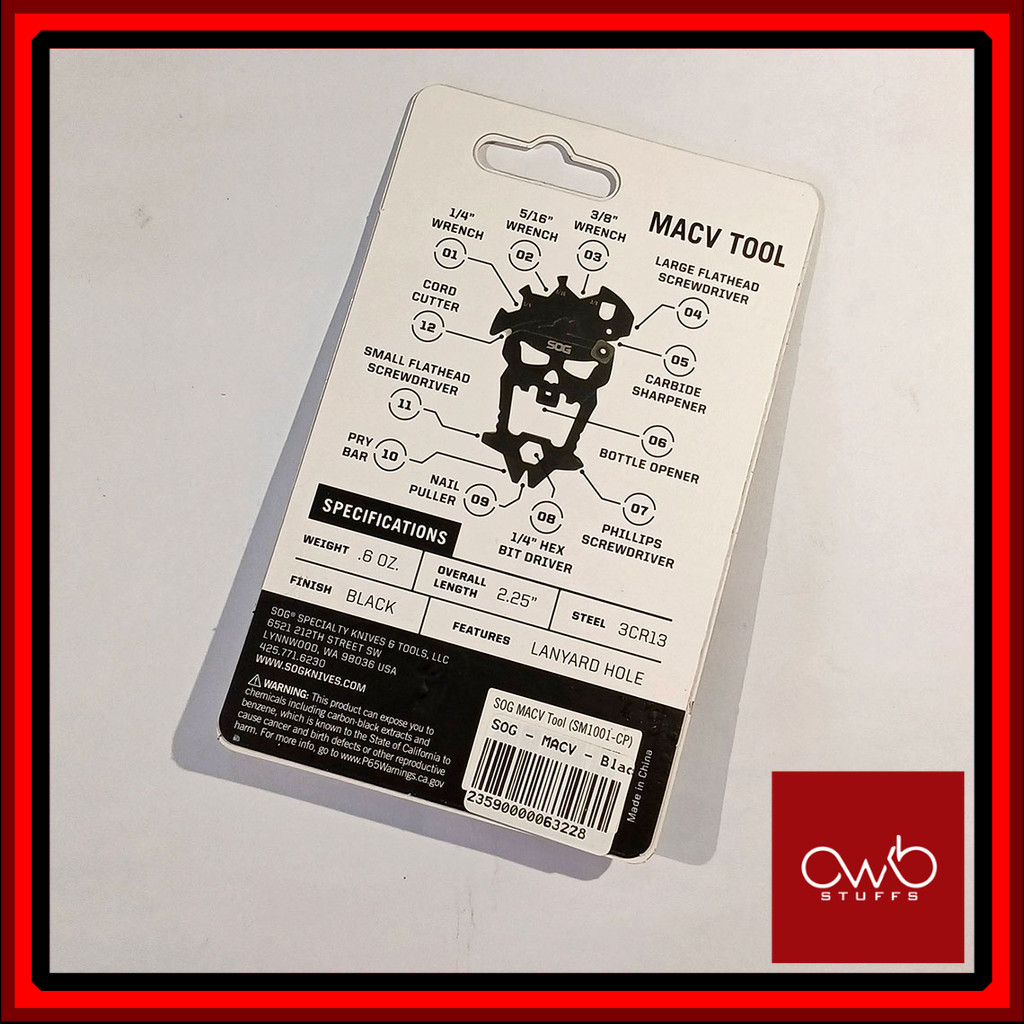 MACV TOOL
1/4"
WRENCH
01
5/16"
WRENCH
02
3/8"
WRENCH
03
LARGE FLATHEAD
SCREWDRIVER
04
05
CARBIDE
SHARPENER
06
BOTTLE OPENER
07
PHILLIPS
SCREWDRIVER
08
1/4" HEX
BIT DRIVER
NAIL
PULLER
09
PRY
BAR
10
SMALL FLATHEAD
SCREWDRIVER
11
CORD
CUTTER
12
SOG
SPECIFICATIONS
WEIGHT .6 OZ.
OVERALL
LENGTH 2.25"
STEEL 3CR13
FINISH BLACK
FEATURES LANYARD HOLE
SOG® SPECIALTY KNIVES & TOOLS, LLC
6521 212TH STREET SW
LYNNWOOD, WA 98036 USA
425.771.6230
WWW.SOGKNIVES.COM
⚠ WARNING: This product can expose you to
chemicals including carbon-black extracts and
benzene, which is known to the State of California to
cause cancer and birth defects or other reproductive
harm. For more info, go to www.P65Warnings.ca.gov
SOG MACV Tool (SM1001-CP)
SOG - MACV - Blac
23590000063228
Made in China
OWB
STUFFS